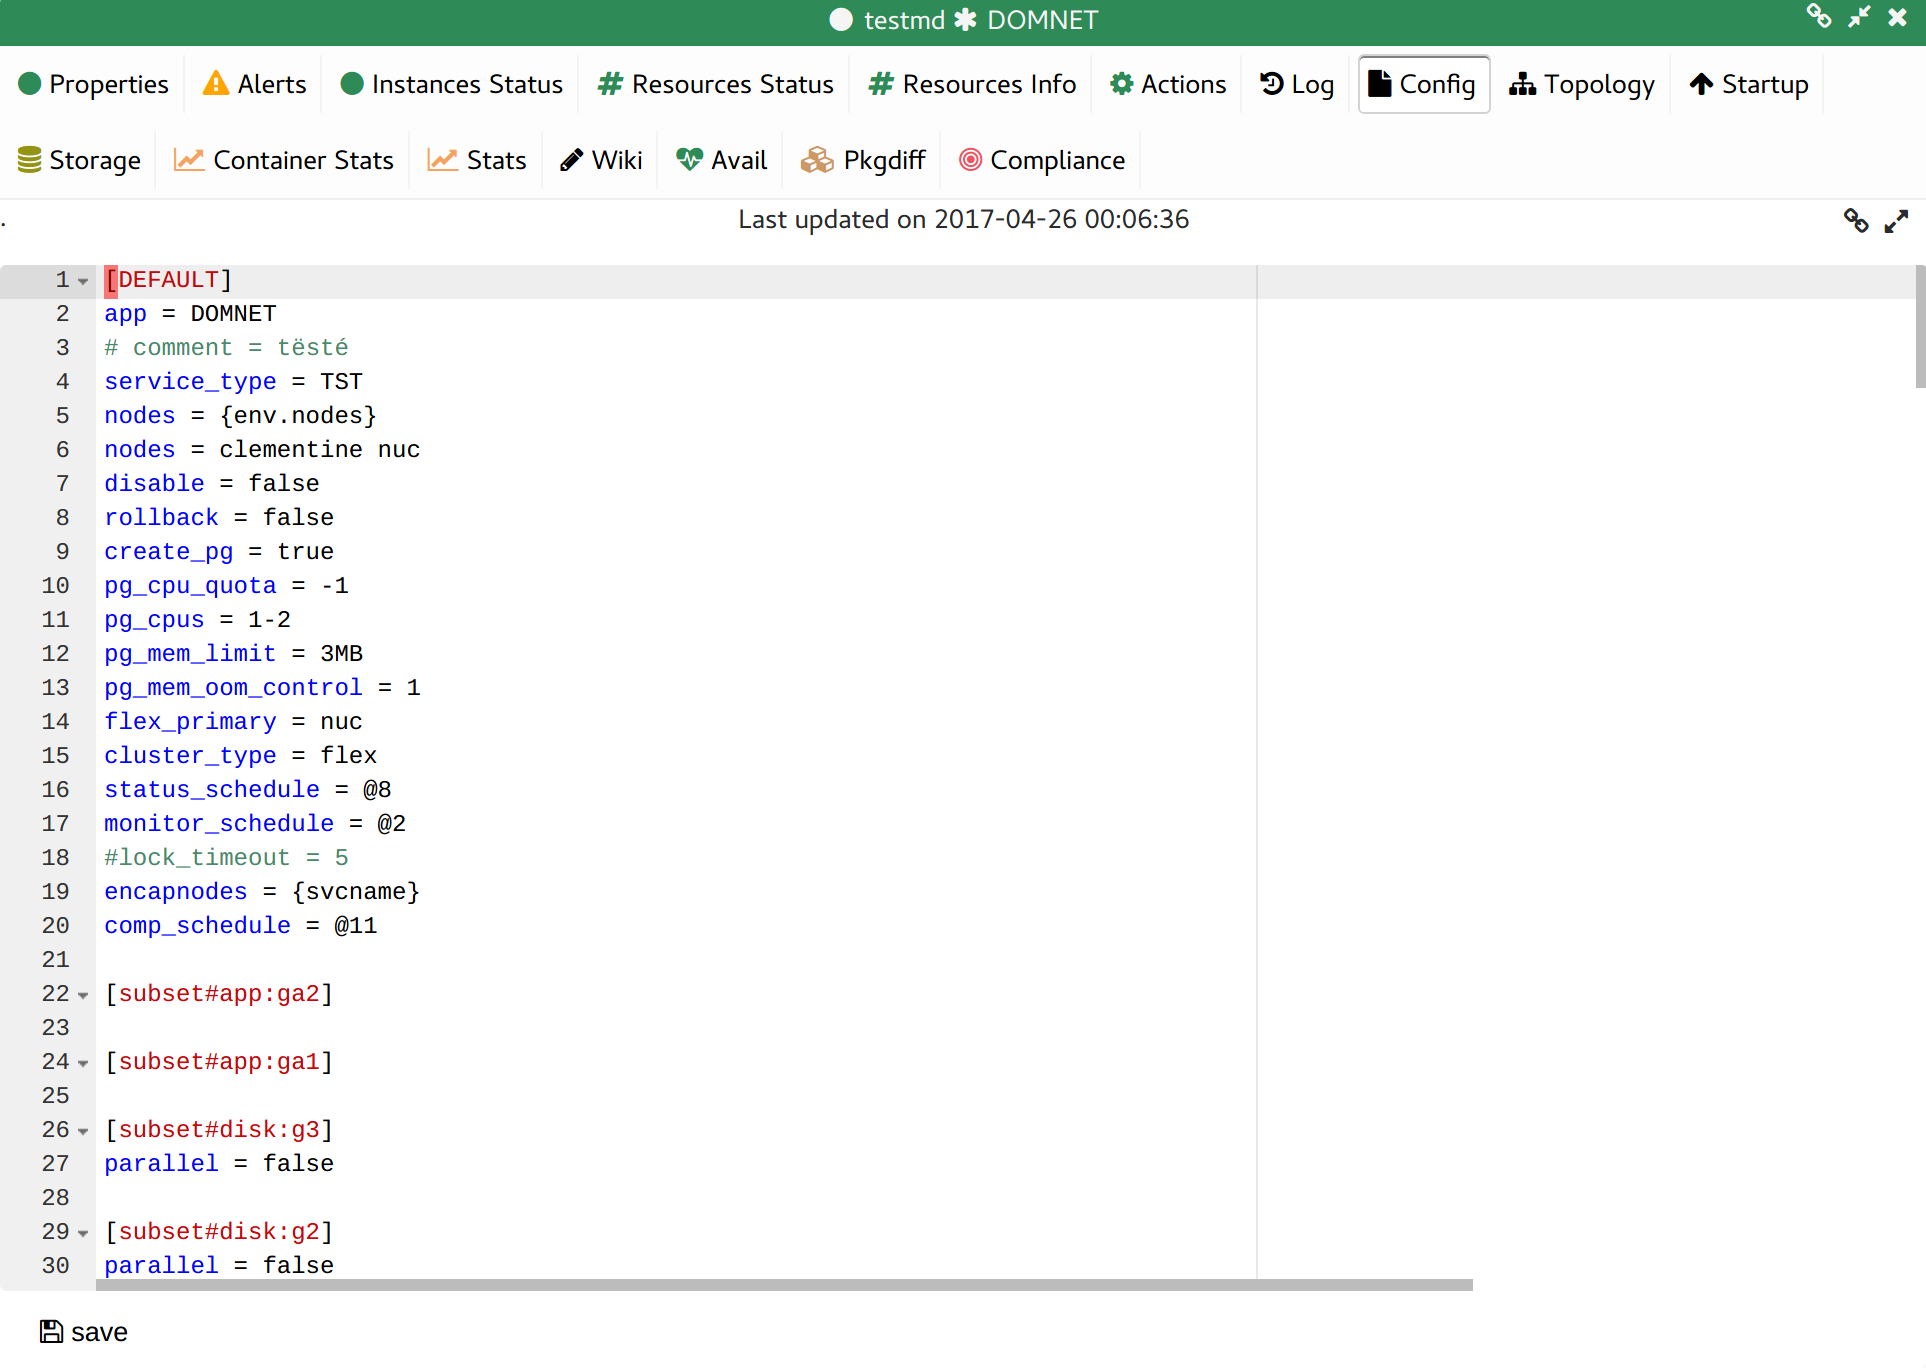 testmd ✱ DOMNET
Properties Alerts Instances Status # Resources Status # Resources Info Actions Log Config Topology Startup
Storage Container Stats Stats Wiki Avail Pkgdiff Compliance
. Last updated on 2017-04-26 00:06:36
1 [DEFAULT]
2 app = DOMNET
3 # comment = tësté
4 service_type = TST
5 nodes = {env.nodes}
6 nodes = clementine nuc
7 disable = false
8 rollback = false
9 create_pg = true
10 pg_cpu_quota = -1
11 pg_cpus = 1-2
12 pg_mem_limit = 3MB
13 pg_mem_oom_control = 1
14 flex_primary = nuc
15 cluster_type = flex
16 status_schedule = @8
17 monitor_schedule = @2
18 #lock_timeout = 5
19 encapnodes = {svcname}
20 comp_schedule = @11
21
22 [subset#app:ga2]
23
24 [subset#app:ga1]
25
26 [subset#disk:g3]
27 parallel = false
28
29 [subset#disk:g2]
30 parallel = false
save